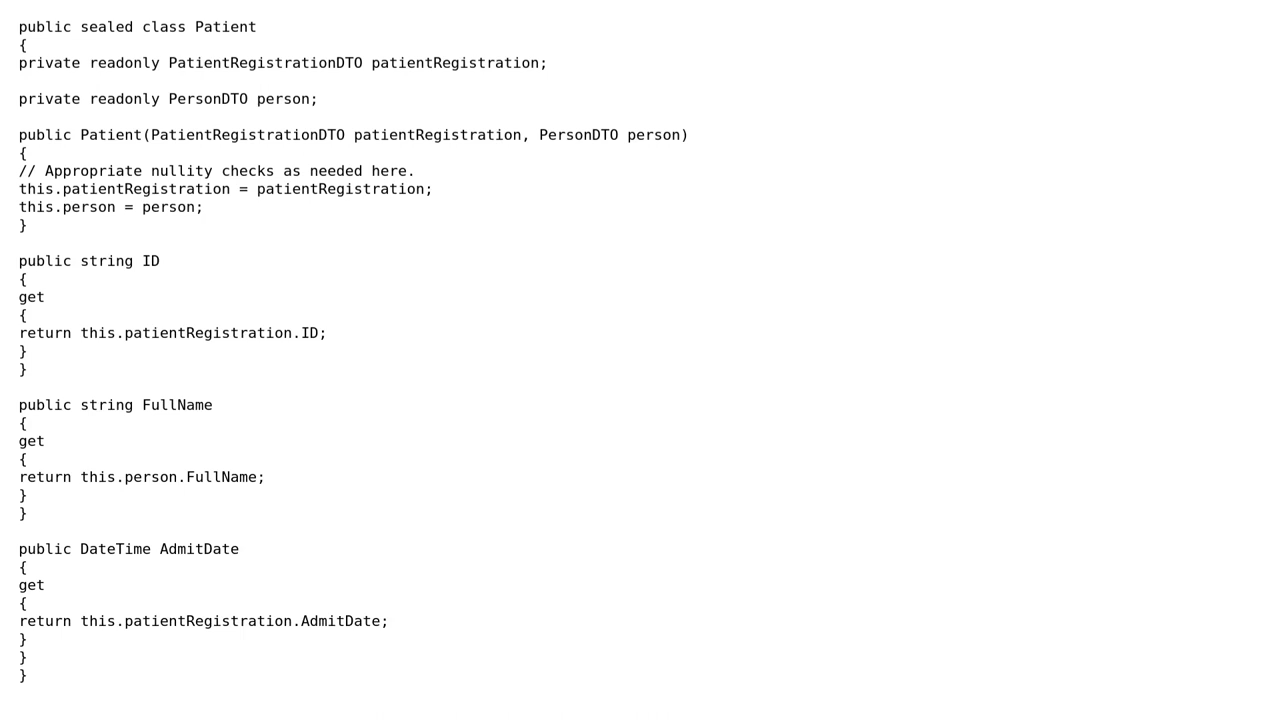 public sealed class Patient
{
private readonly PatientRegistrationDTO patientRegistration;
private readonly PersonDTO person;
public Patient(PatientRegistrationDTO patientRegistration, PersonDTO person)
{
// Appropriate nullity checks as needed here.
this.patientRegistration = patientRegistration;
this.person = person;
}
public string ID
{
get
{
return this.patientRegistration.ID;
}
}
public string FullName
{
get
{
return this.person.FullName;
}
}
public DateTime AdmitDate
{
get
{
return this.patientRegistration.AdmitDate;
}
}
}